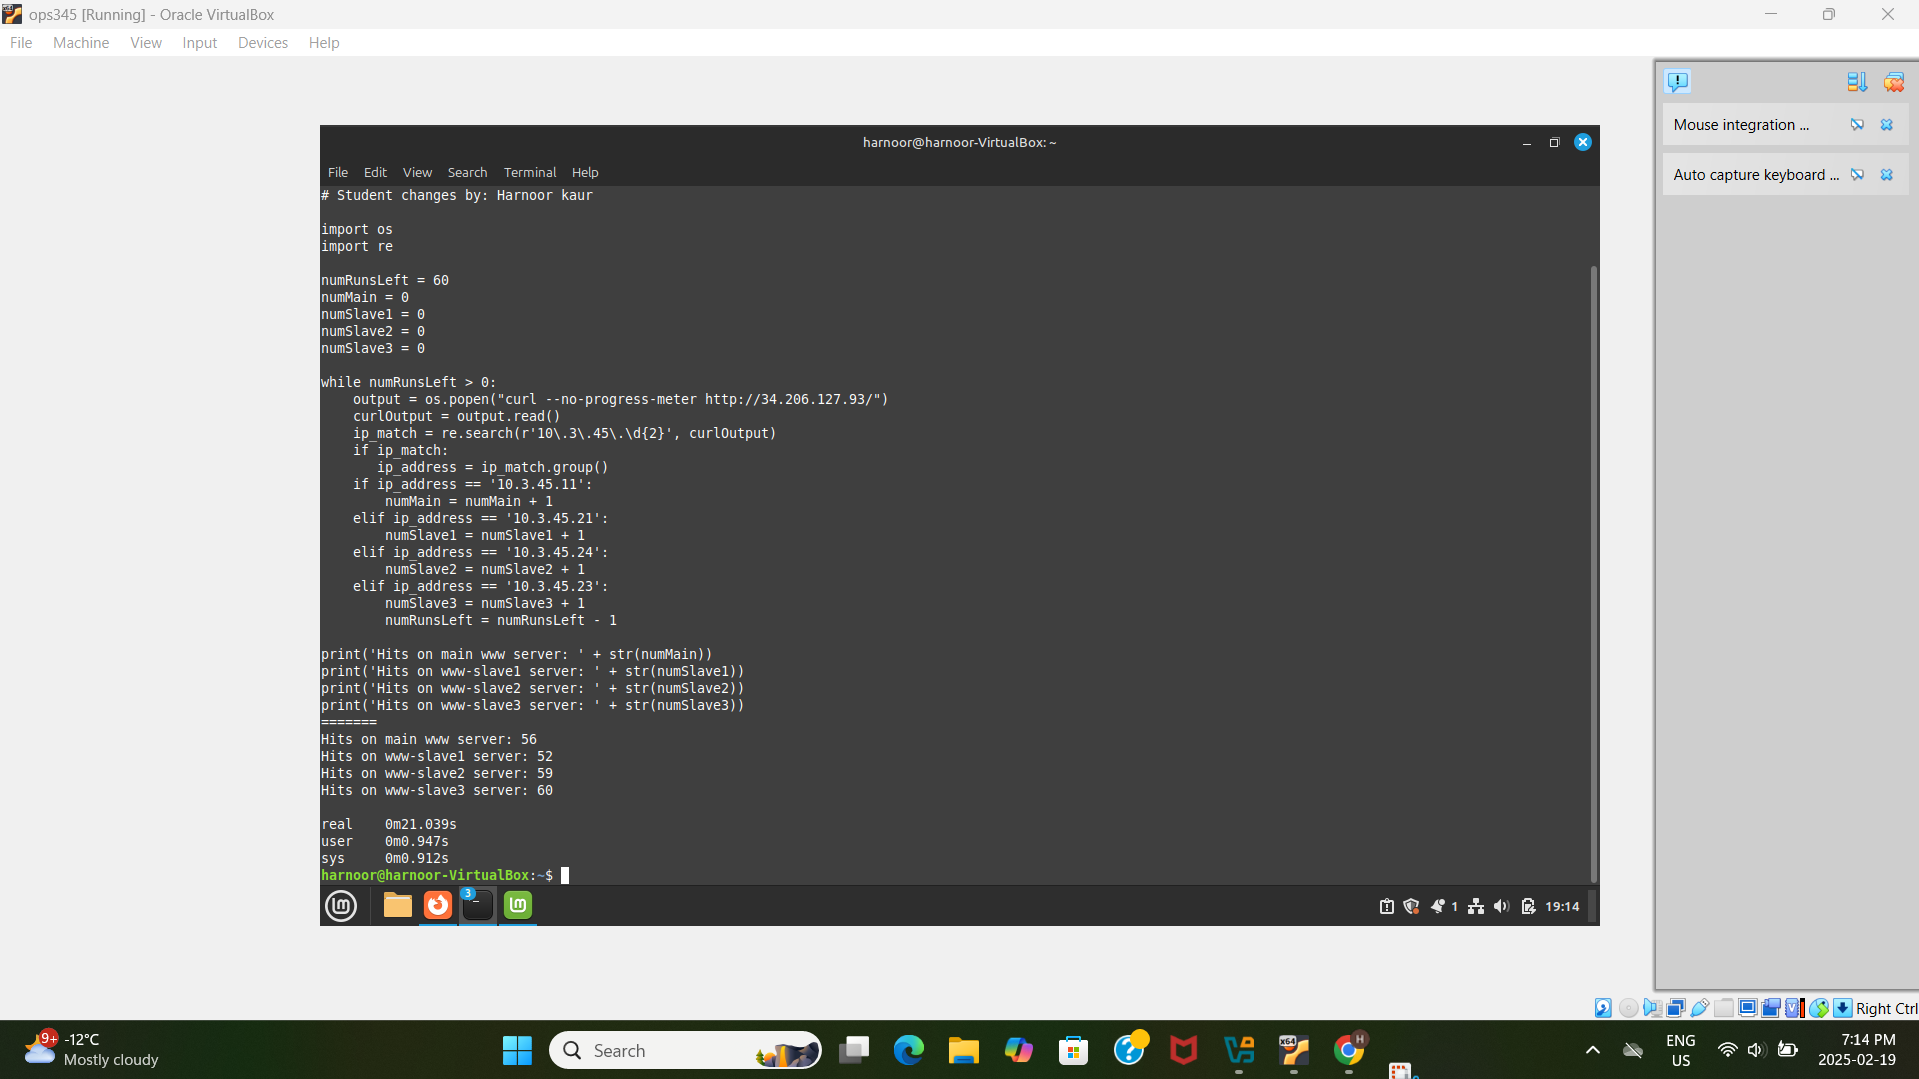 ops345 [Running] - Oracle VirtualBox
File Machine View Input Devices Help
Mouse integration ...
Auto capture keyboard ...
harnoor@harnoor-VirtualBox: ~
File Edit View Search Terminal Help
# Student changes by: Harnoor kaur
import os
import re
numRunsLeft = 60
numMain = 0
numSlave1 = 0
numSlave2 = 0
numSlave3 = 0
while numRunsLeft > 0:
    output = os.popen("curl --no-progress-meter http://34.206.127.93/")
    curlOutput = output.read()
    ip_match = re.search(r'10\.3\.45\.\d{2}', curlOutput)
    if ip_match:
       ip_address = ip_match.group()
    if ip_address == '10.3.45.11':
        numMain = numMain + 1
    elif ip_address == '10.3.45.21':
        numSlave1 = numSlave1 + 1
    elif ip_address == '10.3.45.24':
        numSlave2 = numSlave2 + 1
    elif ip_address == '10.3.45.23':
        numSlave3 = numSlave3 + 1
        numRunsLeft = numRunsLeft - 1
print('Hits on main www server: ' + str(numMain))
print('Hits on www-slave1 server: ' + str(numSlave1))
print('Hits on www-slave2 server: ' + str(numSlave2))
print('Hits on www-slave3 server: ' + str(numSlave3))
=======
Hits on main www server: 56
Hits on www-slave1 server: 52
Hits on www-slave2 server: 59
Hits on www-slave3 server: 60
real    0m21.039s
user    0m0.947s
sys     0m0.912s
harnoor@harnoor-VirtualBox:~$
3
1 19:14
Right Ctrl
9+ -12°C
Mostly cloudy
Search
x64
H
ENG
US
7:14 PM
2025-02-19